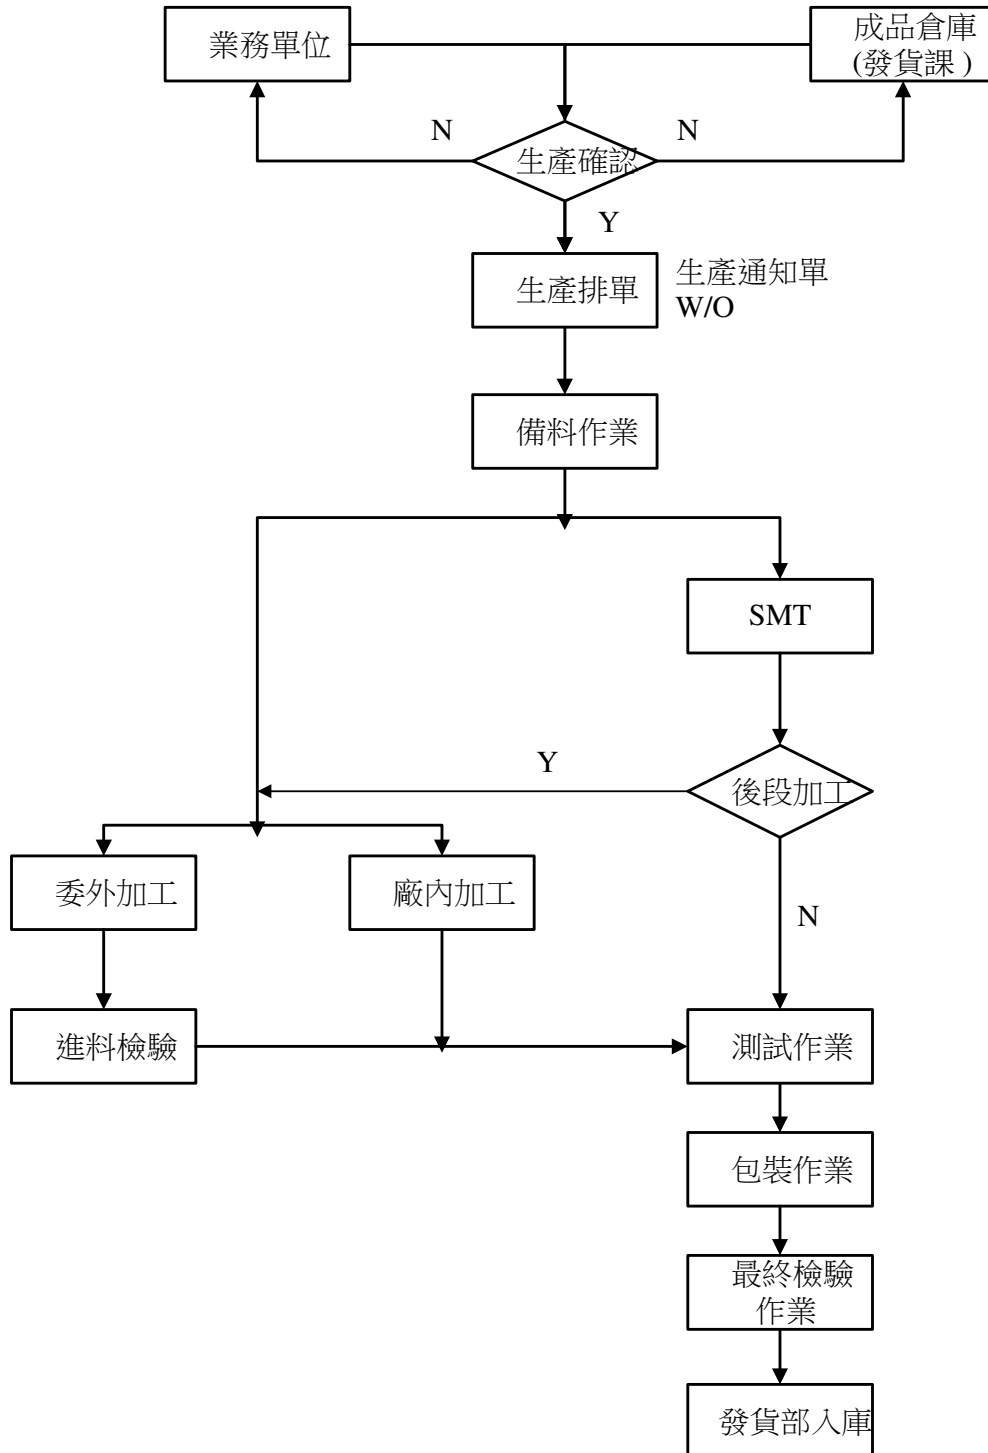 業務單位
成品倉庫
(發貨課 )
N
N
生產確認
Y
生產排單
生產通知單
W/O
備料作業
SMT
Y
後段加工
委外加工
廠內加工
N
進料檢驗
測試作業
包裝作業
最終檢驗
作業
發貨部入庫